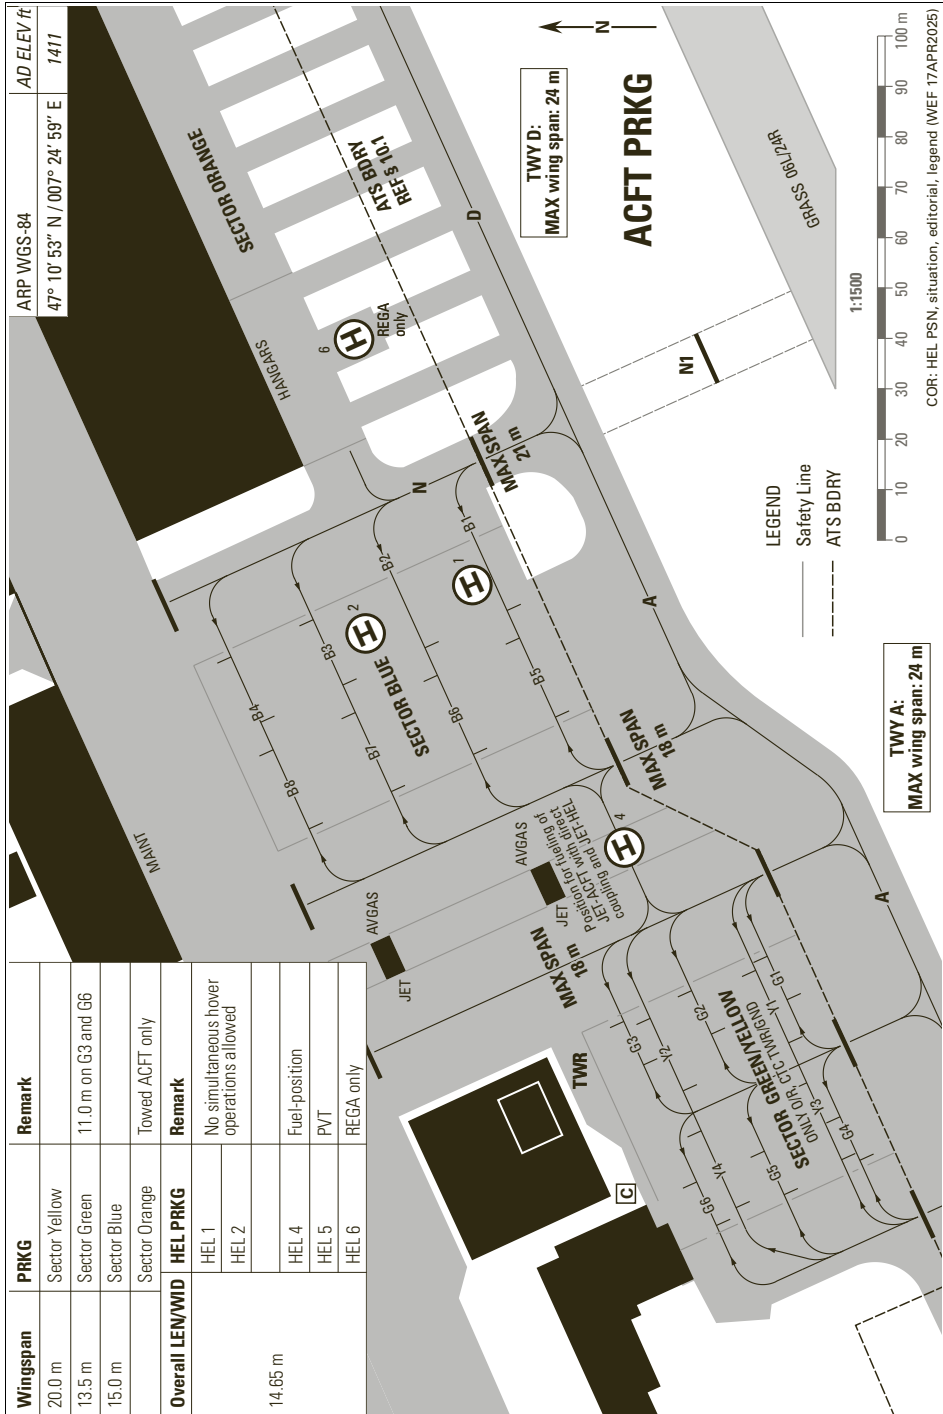 ARP WGS-84
AD ELEV ft
47° 10' 53'' N / 007° 24' 59'' E
1411
ACFT PRKG
N
TWY D:
MAX wing span: 24 m
TWY A:
MAX wing span: 24 m
SECTOR ORANGE
ATS BDRY
REF § 10.1
HANGARS
6
H
REGA
only
D
N
MAX SPAN
21 m
N1
GRASS 06L/24R
MAINT
B1
B2
B3
B4
B5
B6
B7
B8
SECTOR BLUE
2
H
1
H
A
MAX SPAN
18 m
AVGAS
JET
AVGAS
JET
Position for fueling of
JET-ACFT with direct
coupling and JET-HEL
4
H
MAX SPAN
18 m
TWR
C
G3
Y2
G2
Y1
G1
SECTOR GREEN/YELLOW
ONLY O/R, CTC TWR/GND
G6
Y4
G5
Y3
G4
A
LEGEND
Safety Line
ATS BDRY
1:1500
0 10 20 30 40 50 60 70 80 90 100 m
COR: HEL PSN, situation, editorial, legend (WEF 17APR2025)
Wingspan PRKG Remark
20.0 m Sector Yellow
13.5 m Sector Green 11.0 m on G3 and G6
15.0 m Sector Blue
Sector Orange Towed ACFT only
Overall LEN/WID HEL PRKG Remark
14.65 m
HEL 1 No simultaneous hover
HEL 2 operations allowed
HEL 4 Fuel-position
HEL 5 PVT
HEL 6 REGA only